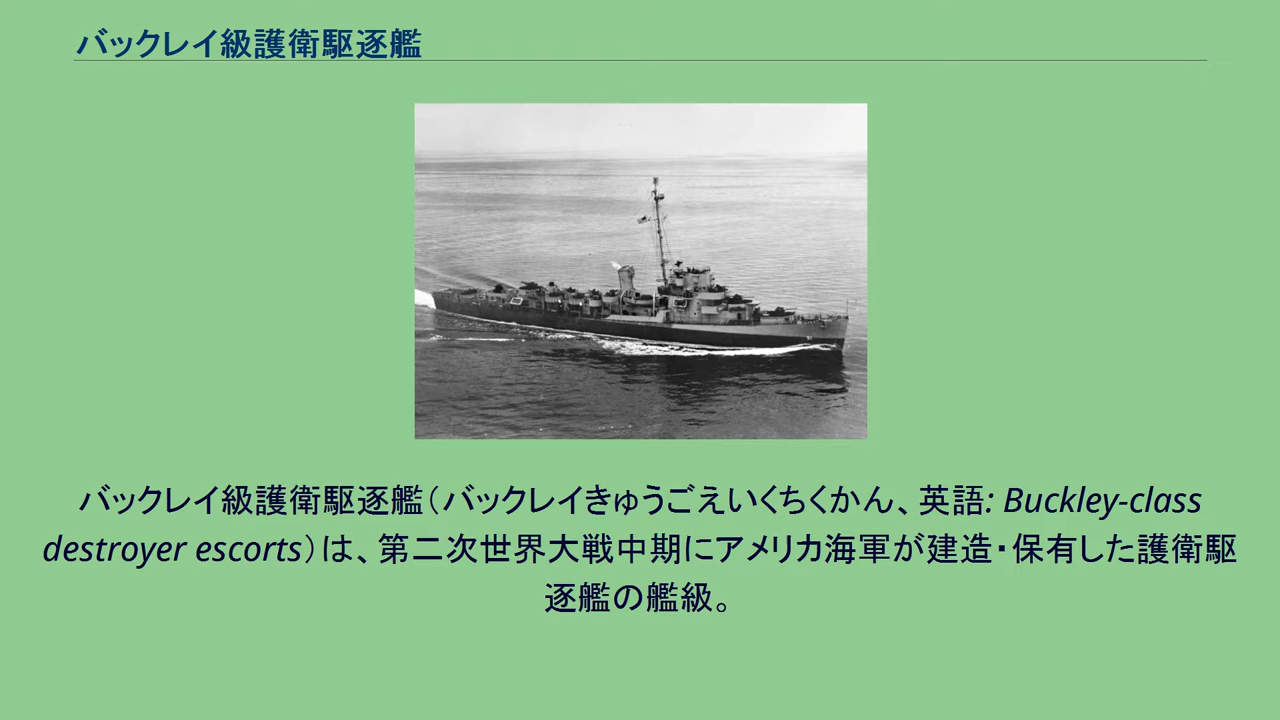 バックレイ級護衛駆逐艦
バックレイ級護衛駆逐艦（バックレイきゅうごえいくちくかん、英語: Buckley-class
destroyer escorts）は、第二次世界大戦中期にアメリカ海軍が建造・保有した護衛駆
逐艦の艦級。